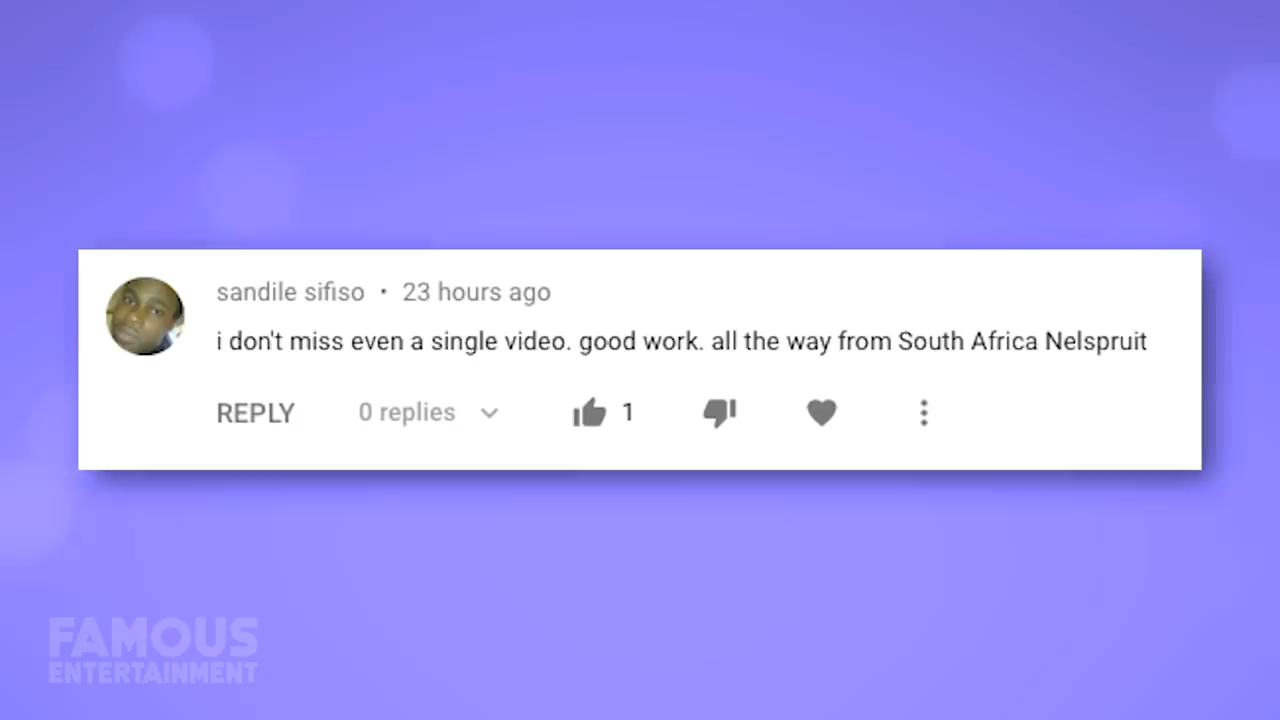 sandile sifiso • 23 hours ago
i don't miss even a single video. good work. all the way from South Africa Nelspruit
REPLY 0 replies 1
FAMOUS
ENTERTAINMENT